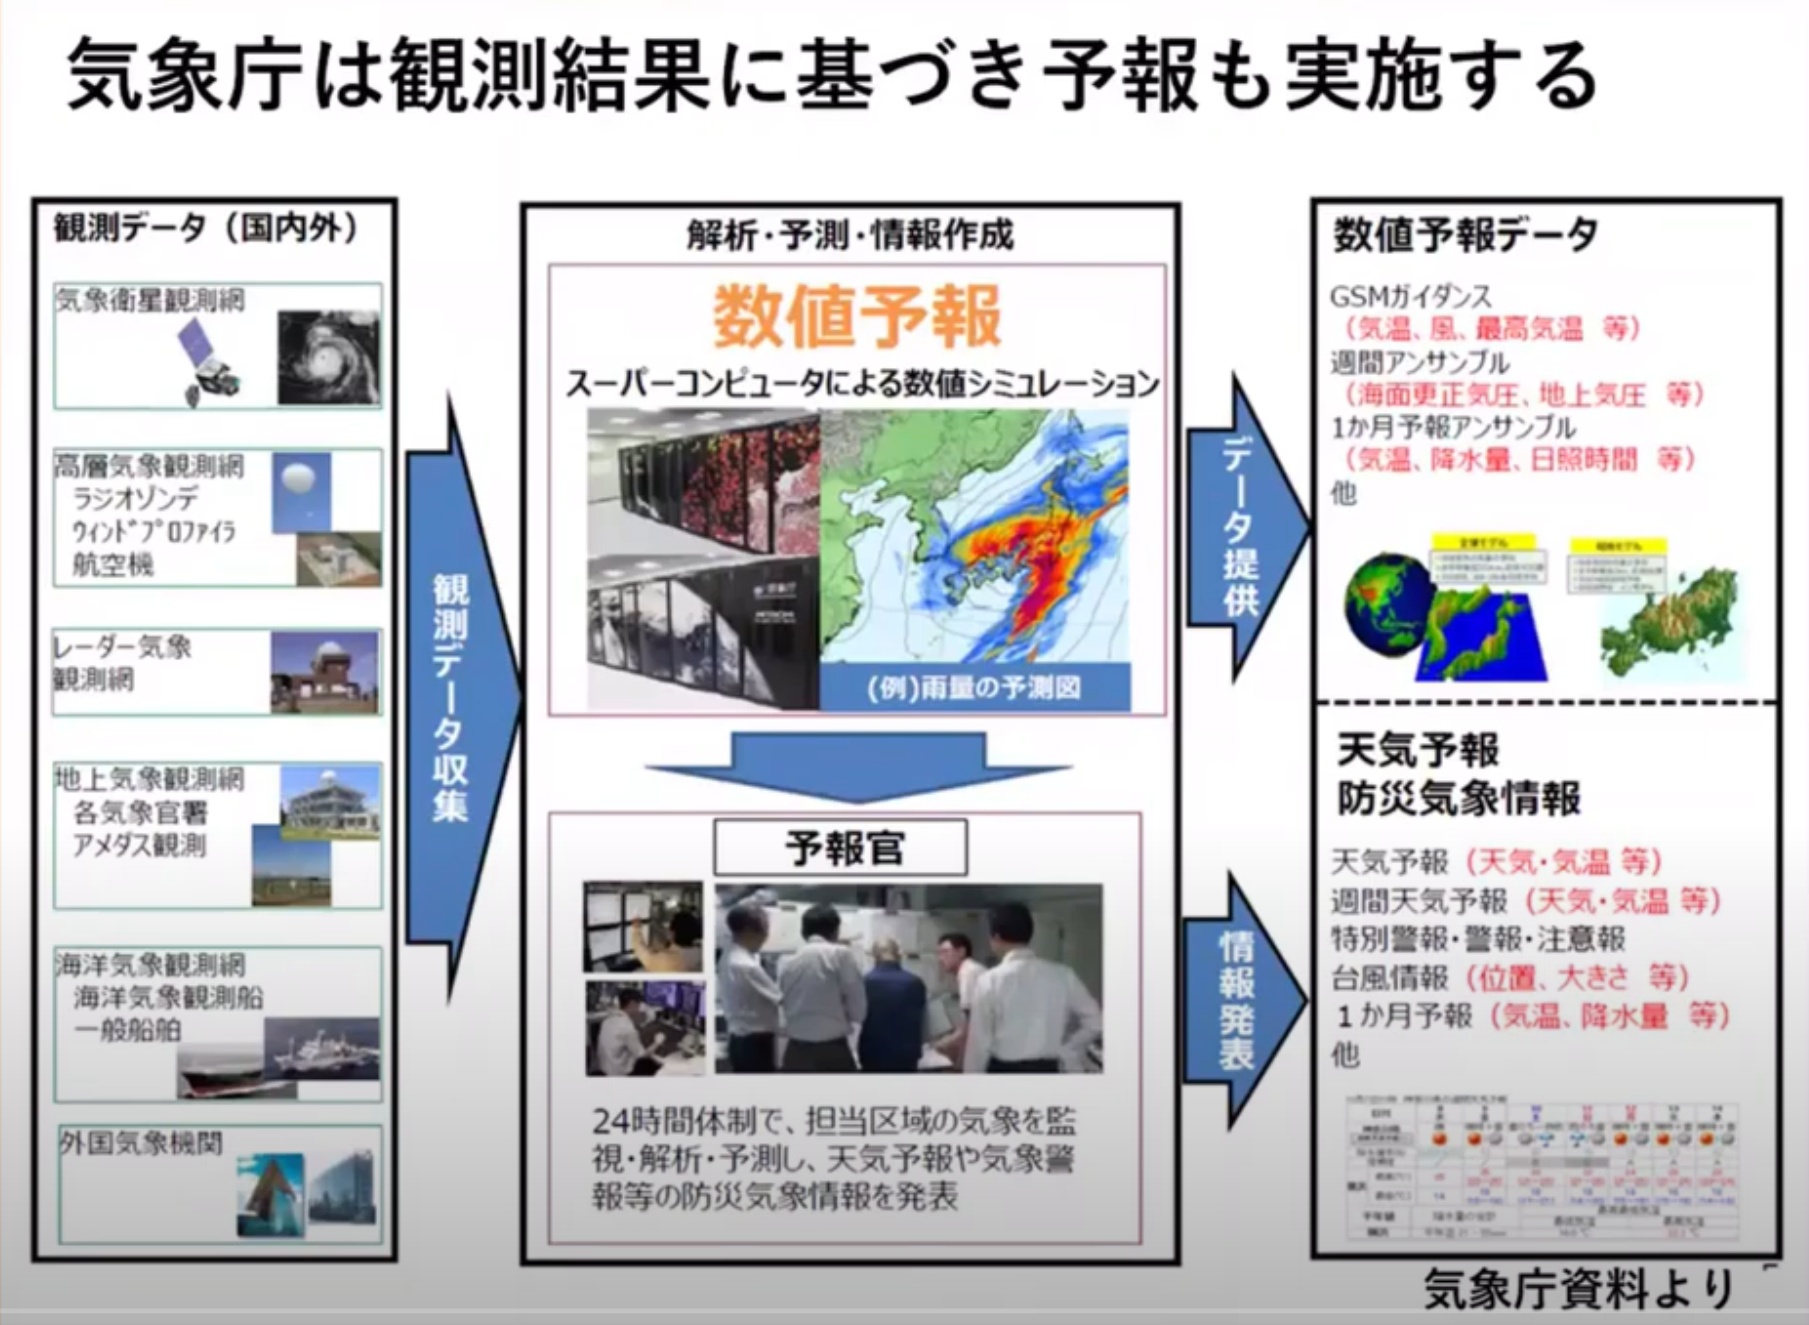 気象庁は観測結果に基づき予報も実施する
観測データ（国内外）
気象衛星観測網
高層気象観測網
ラジオゾンデ
ｳｨﾝﾄﾞﾌﾟﾛﾌｧｲﾗ
航空機
レーダー気象
観測網
地上気象観測網
各気象官署
アメダス観測
海洋気象観測網
海洋気象観測船
一般船舶
外国気象機関
観測データ収集
解析・予測・情報作成
数値予報
スーパーコンピュータによる数値シミュレーション
(例)雨量の予測図
予報官
24時間体制で、担当区域の気象を監
視・解析・予測し、天気予報や気象警
報等の防災気象情報を発表
データ提供
情報発表
数値予報データ
GSMガイダンス
（気温、風、最高気温 等）
週間アンサンブル
（海面更正気圧、地上気圧 等）
1か月予報アンサンブル
（気温、降水量、日照時間 等）
他
天気予報
防災気象情報
天気予報（天気・気温 等）
週間天気予報（天気・気温 等）
特別警報・警報・注意報
台風情報（位置、大きさ 等）
1か月予報（気温、降水量 等）
他
気象庁資料より